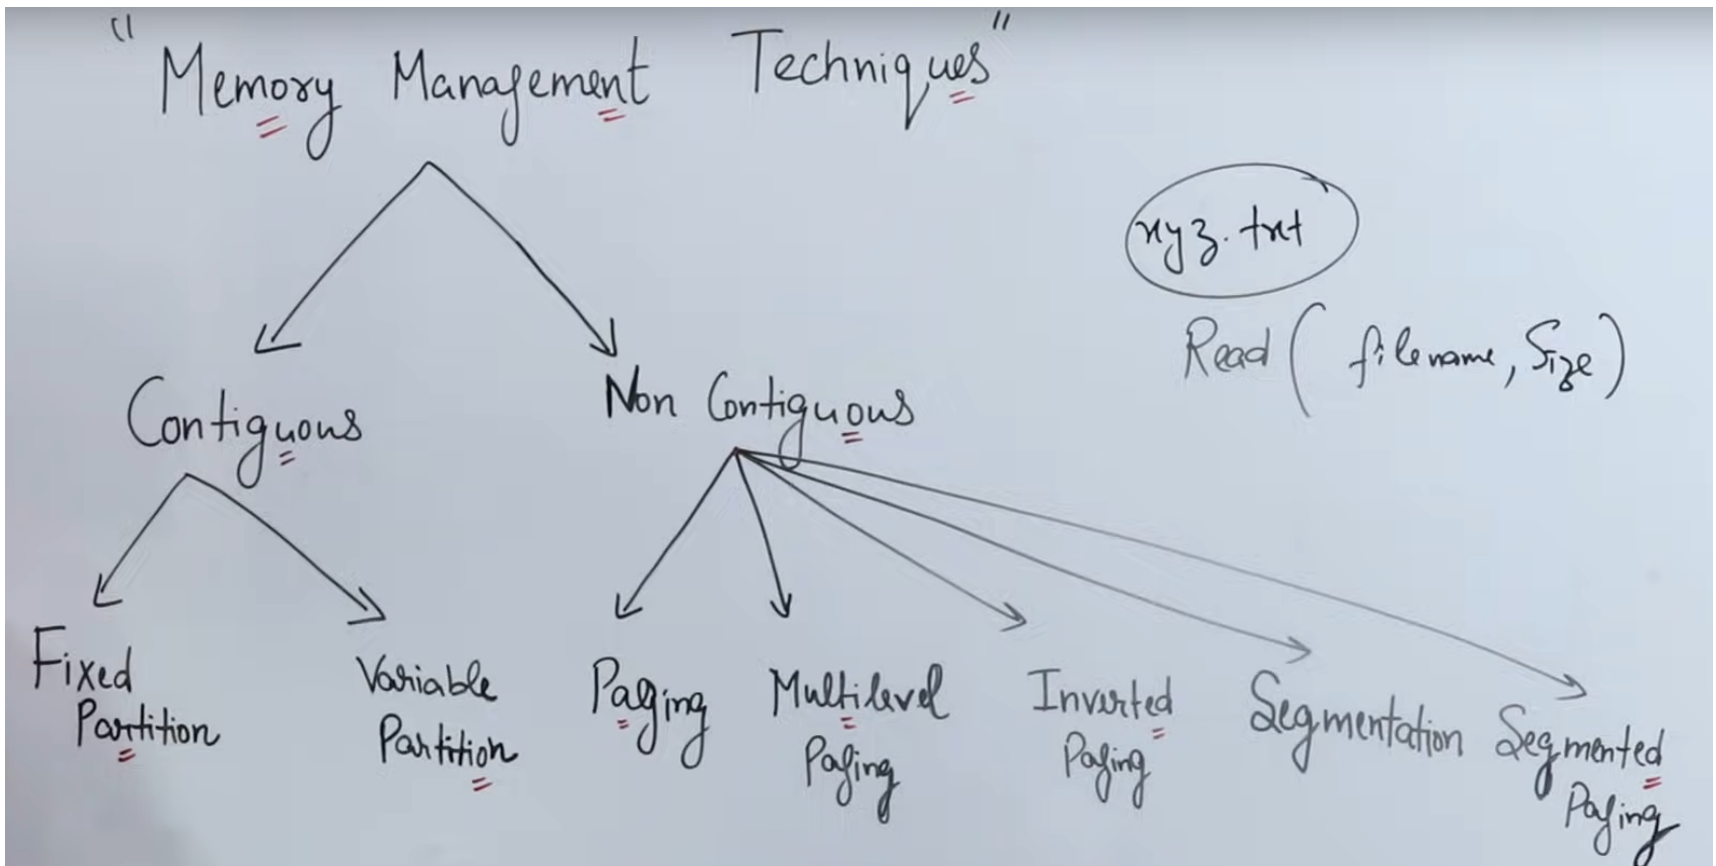 "Memory Management Techniques"
xyz.txt
Read ( filename, Size )
Contiguous
Non Contiguous
Fixed
Partition
Variable
Partition
Paging
Multilevel
Paging
Inverted
Paging
Segmentation
Segmented
Paging